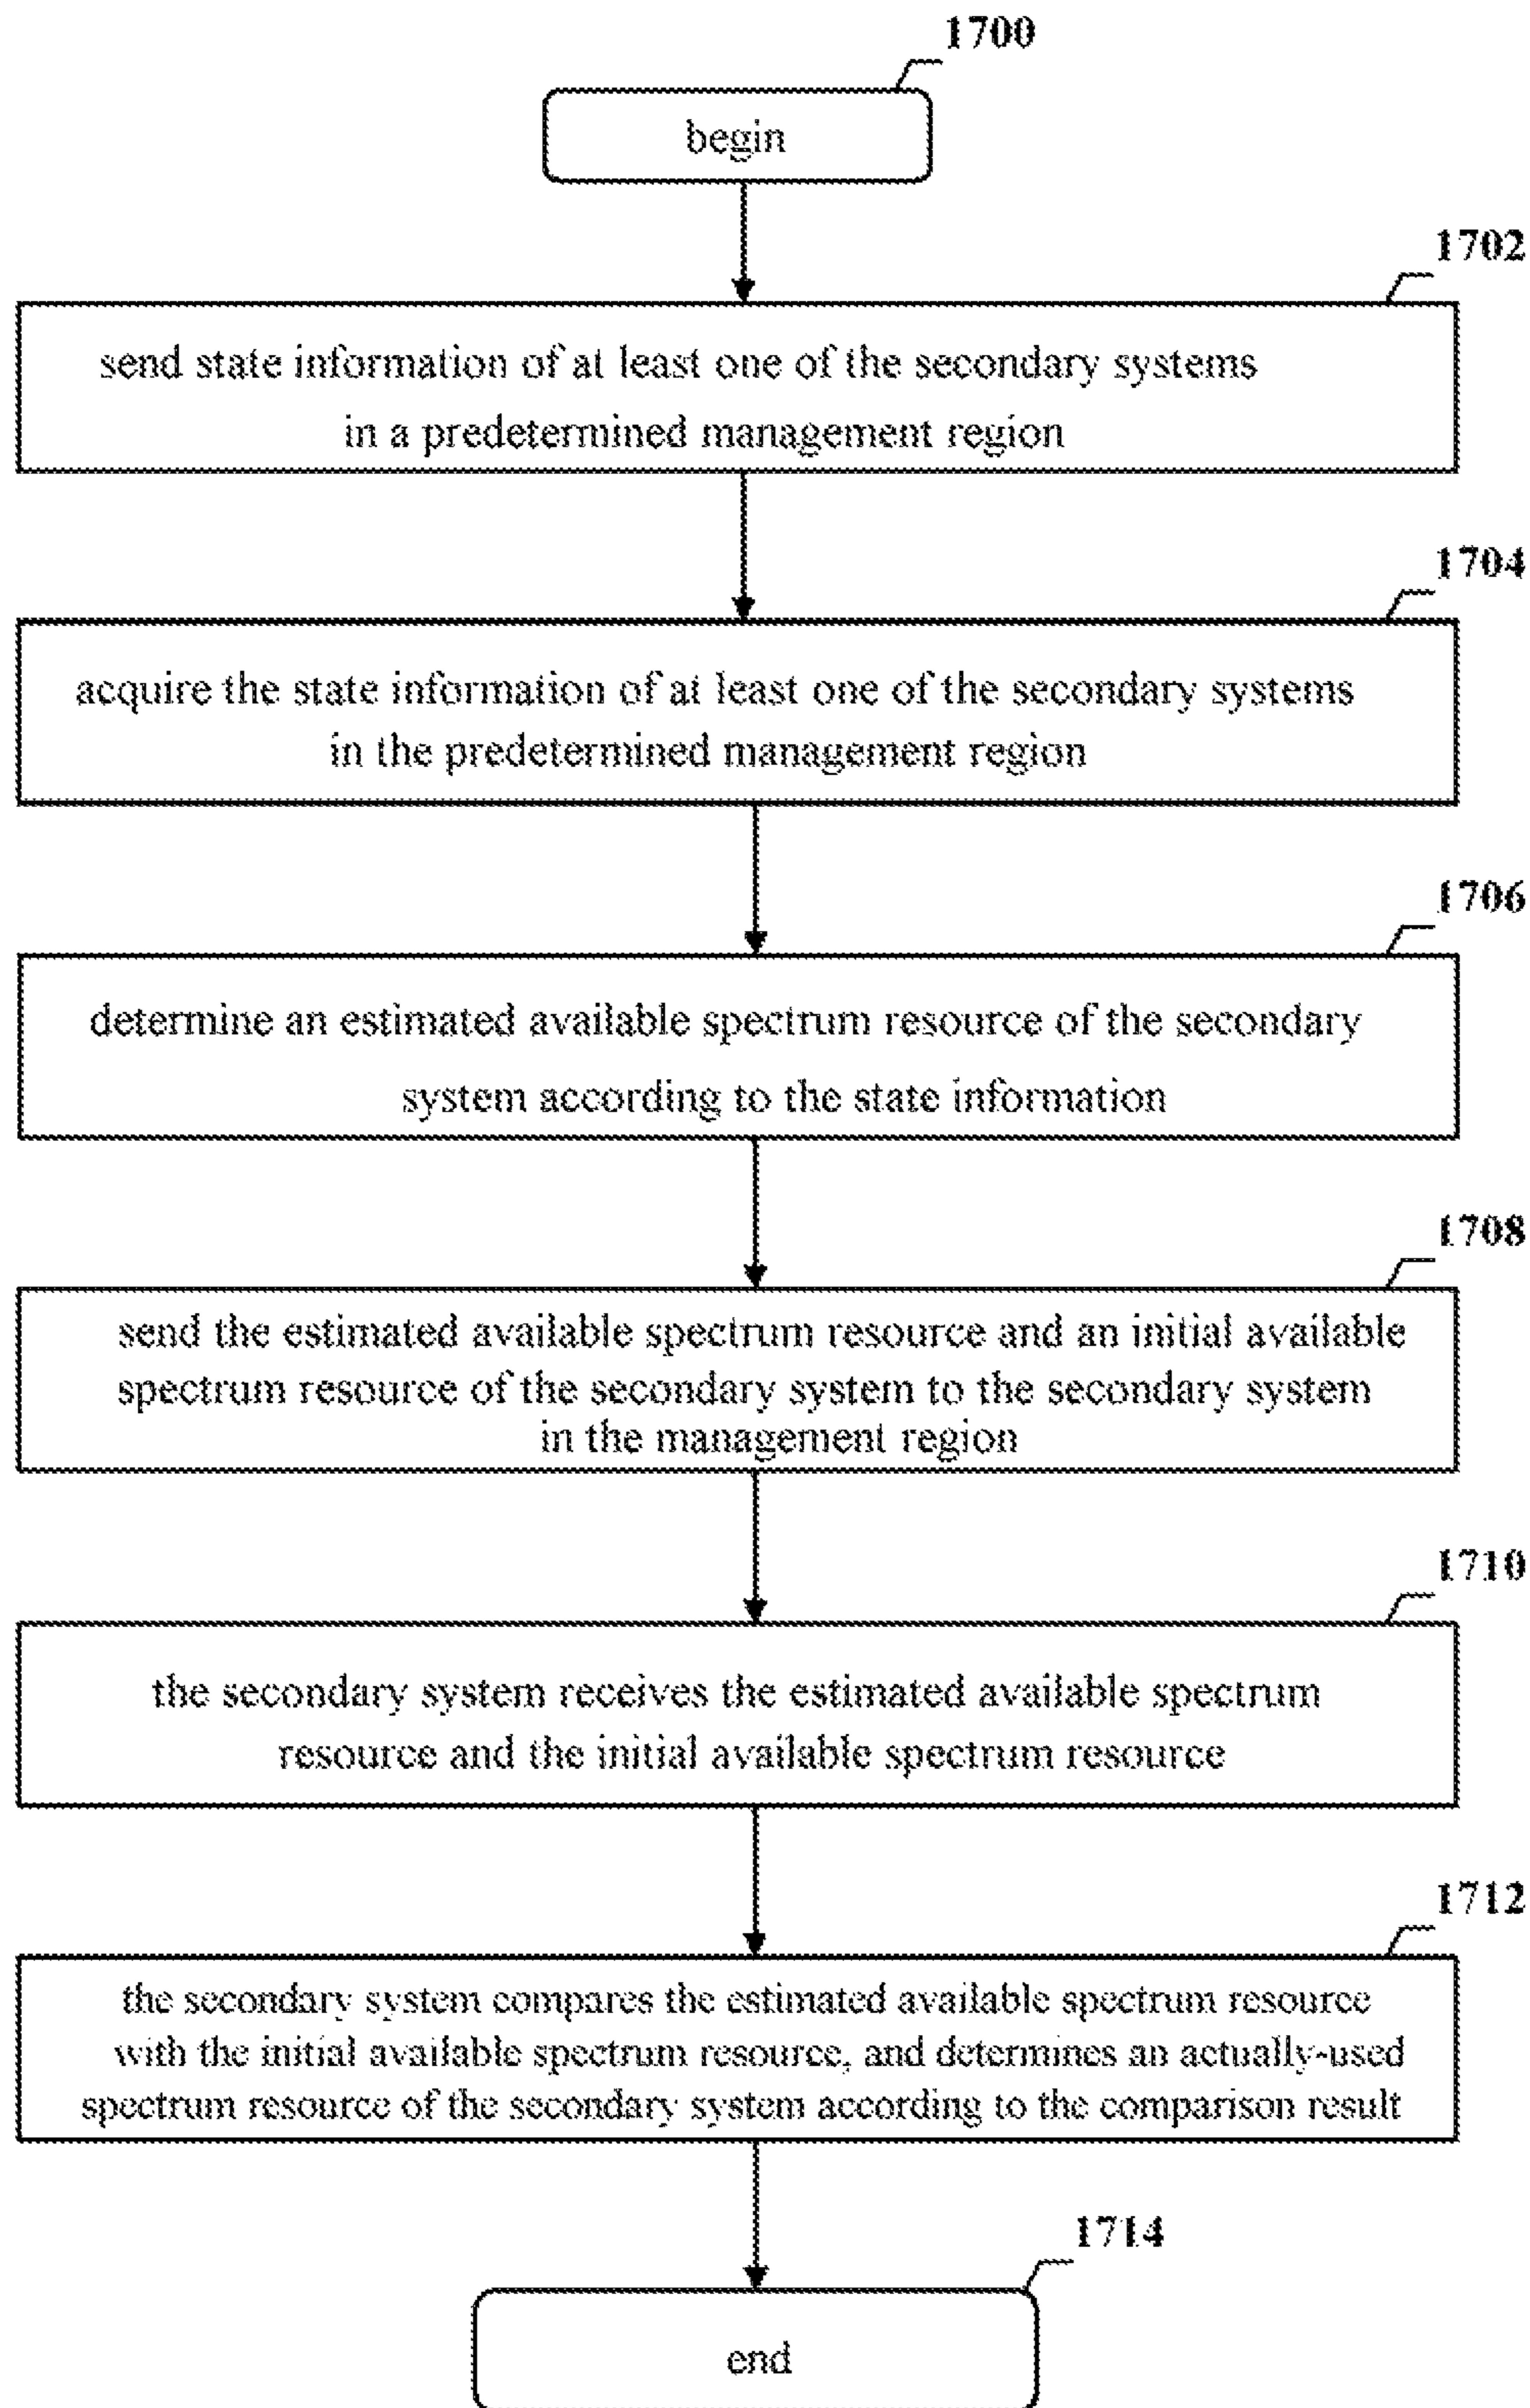 1700
begin
1702
send state information of at least one of the secondary systems
in a predetermined management region
1704
acquire the state information of at least one of the secondary systems
in the predetermined management region
1706
determine an estimated available spectrum resource of the secondary
system according to the state information
1708
send the estimated available spectrum resource and an initial available
spectrum resource of the secondary system to the secondary system
in the management region
1710
the secondary system receives the estimated available spectrum
resource and the initial available spectrum resource
1712
the secondary system compares the estimated available spectrum resource
with the initial available spectrum resource, and determines an actually-used
spectrum resource of the secondary system according to the comparison result
1714
end